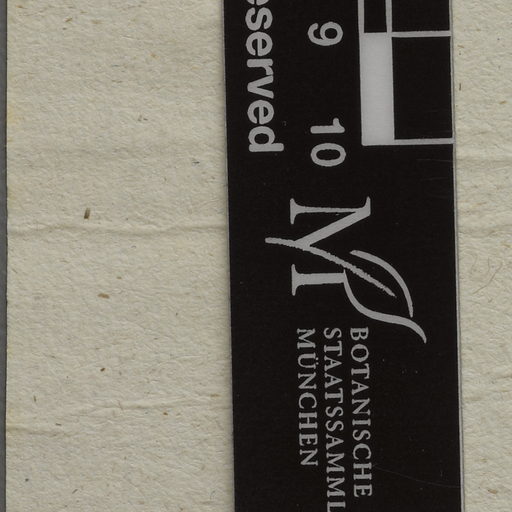 eserved
9 10
M
BOTANISCHE
STAATSSAMML
MÜNCHEN